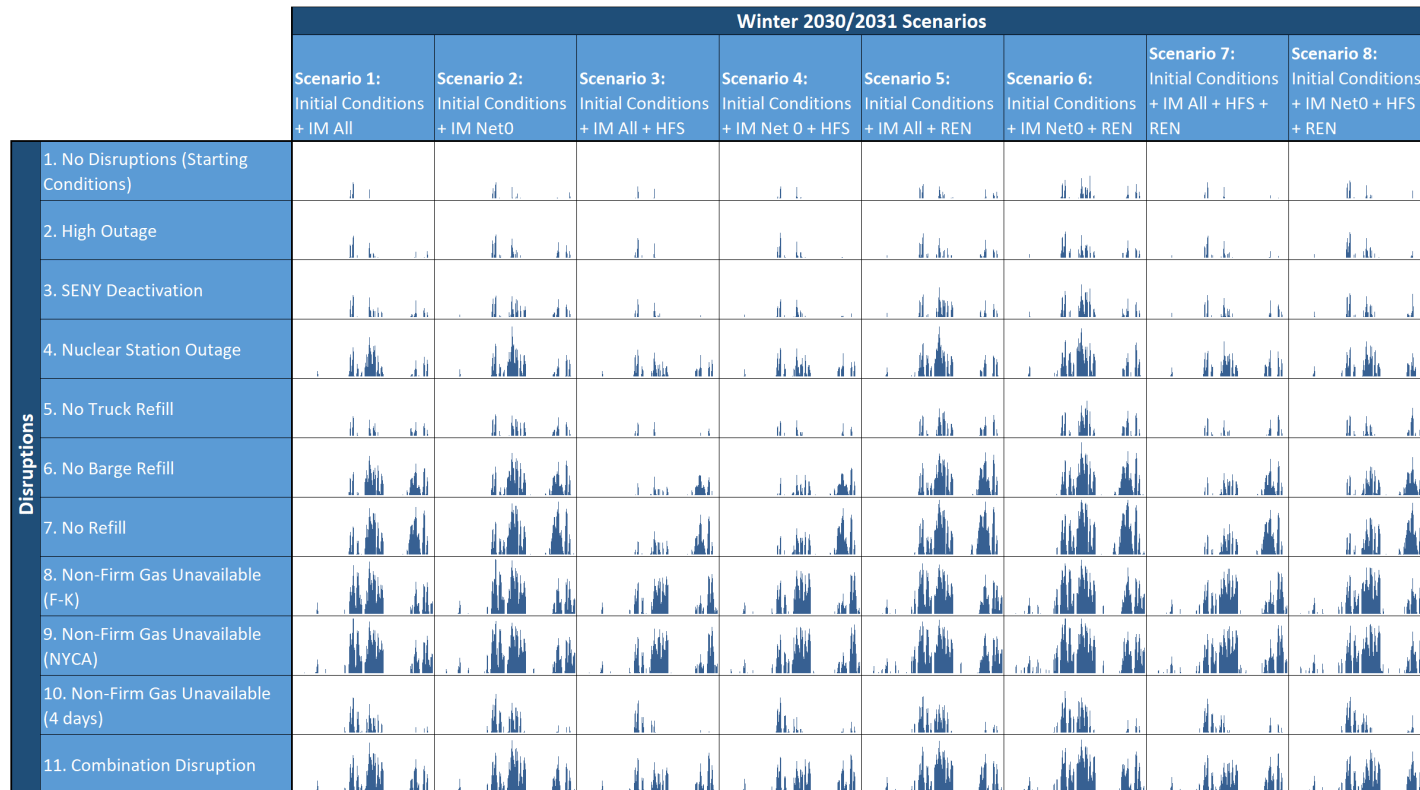 Winter 2030/2031 Scenarios
Scenario 1:
Initial Conditions
+ IM All
Scenario 2:
Initial Conditions
+ IM Net0
Scenario 3:
Initial Conditions
+ IM All + HFS
Scenario 4:
Initial Conditions
+ IM Net 0 + HFS
Scenario 5:
Initial Conditions
+ IM All + REN
Scenario 6:
Initial Conditions
+ IM Net0 + REN
Scenario 7:
Initial Conditions
+ IM All + HFS +
REN
Scenario 8:
Initial Conditions
+ IM Net0 + HFS
+ REN
Disruptions
1. No Disruptions (Starting
Conditions)
2. High Outage
3. SENY Deactivation
4. Nuclear Station Outage
5. No Truck Refill
6. No Barge Refill
7. No Refill
8. Non-Firm Gas Unavailable
(F-K)
9. Non-Firm Gas Unavailable
(NYCA)
10. Non-Firm Gas Unavailable
(4 days)
11. Combination Disruption